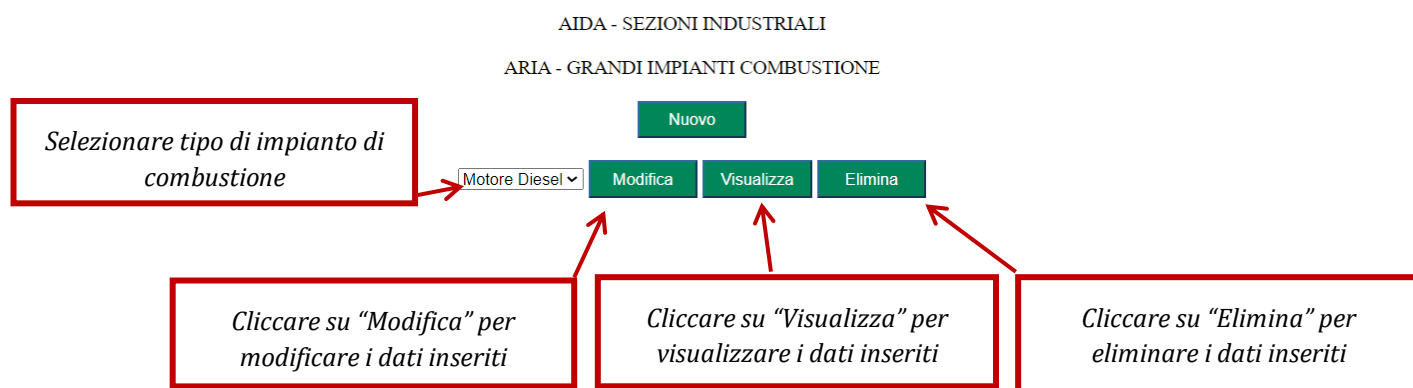 AIDA - SEZIONI INDUSTRIALI
ARIA - GRANDI IMPIANTI COMBUSTIONE
Nuovo
Selezionare tipo di impianto di
combustione
Motore Diesel Modifica Visualizza Elimina
Cliccare su “Modifica” per
modificare i dati inseriti
Cliccare su “Visualizza” per
visualizzare i dati inseriti
Cliccare su “Elimina” per
eliminare i dati inseriti